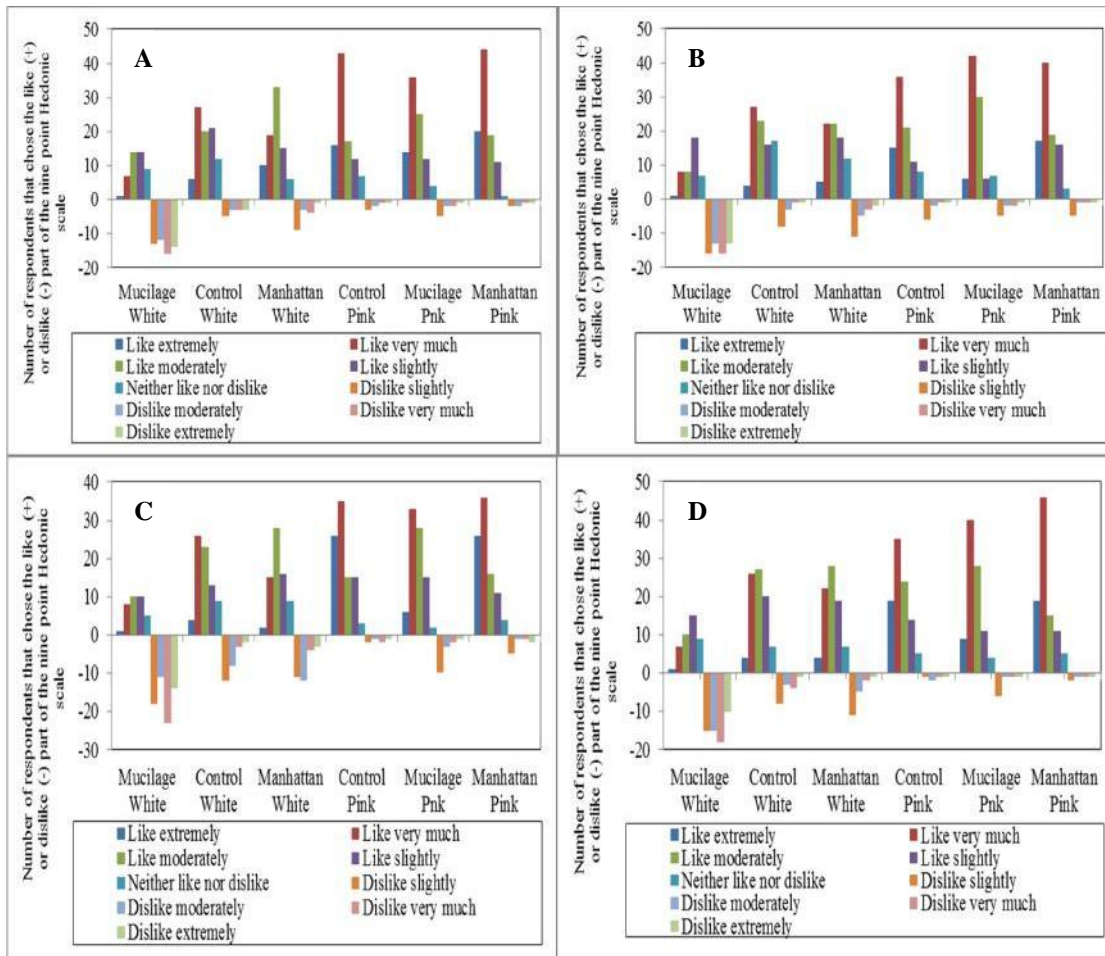 A
50
40
30
20
10
0
-10
-20
Number of respondents that chose the like (+)
or dislike (-) part of the nine point Hedonic
scale
Mucilage White
Control White
Manhattan White
Control Pink
Mucilage Pnk
Manhattan Pink
Like extremely
Like very much
Like moderately
Like slightly
Neither like nor dislike
Dislike slightly
Dislike moderately
Dislike very much
Dislike extremely
B
50
40
30
20
10
0
-10
-20
Number of respondents that chose the like (+)
or dislike (-) part of the nine point Hedonic
scale
Mucilage White
Control White
Manhattan White
Control Pink
Mucilage Pnk
Manhattan Pink
Like extremely
Like very much
Like moderately
Like slightly
Neither like nor dislike
Dislike slightly
Dislike moderately
Dislike very much
Dislike extremely
C
40
30
20
10
0
-10
-20
-30
Number of respondents that chose the like (+)
or dislike (-) part of the nine point Hedonic
scale
Mucilage White
Control White
Manhattan White
Control Pink
Mucilage Pnk
Manhattan Pink
Like extremely
Like very much
Like moderately
Like slightly
Neither like nor dislike
Dislike slightly
Dislike moderately
Dislike very much
Dislike extremely
D
50
40
30
20
10
0
-10
-20
Number of respondents that chose the like (+)
or dislike (-) part of the nine point Hedonic
scale
Mucilage White
Control White
Manhattan White
Control Pink
Mucilage Pnk
Manhattan Pink
Like extremely
Like very much
Like moderately
Like slightly
Neither like nor dislike
Dislike slightly
Dislike moderately
Dislike very much
Dislike extremely